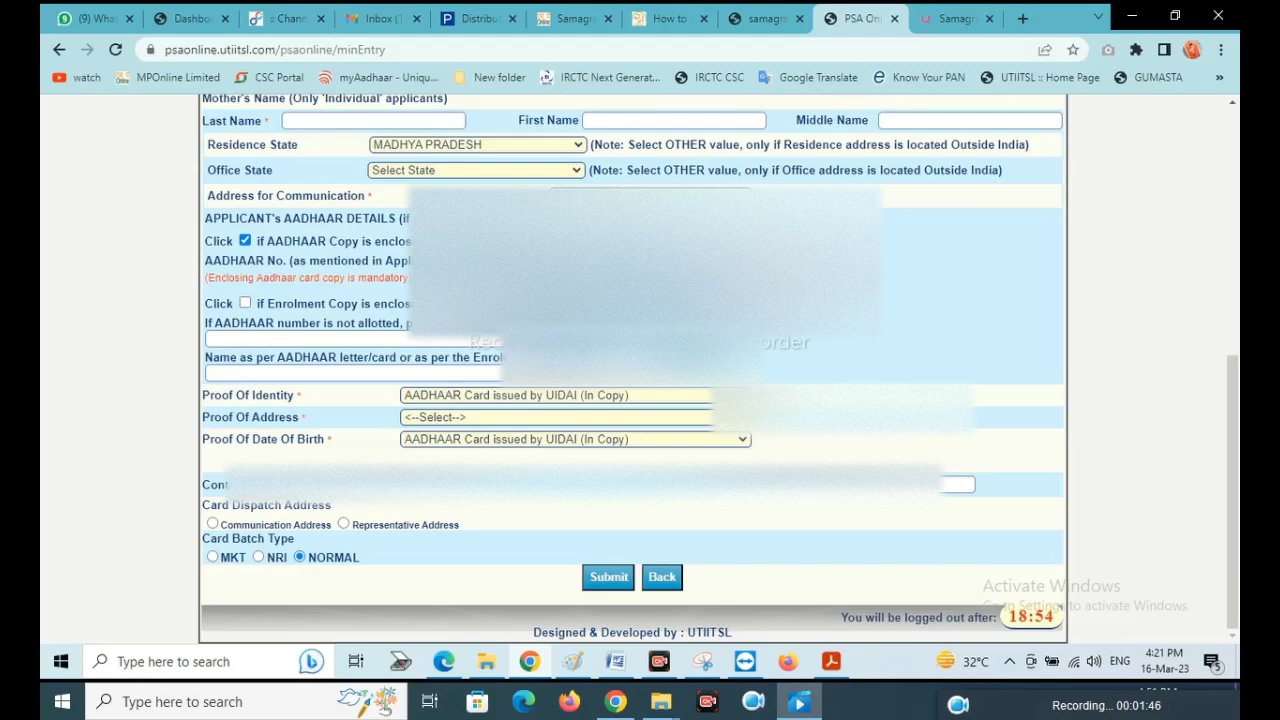 (9) What
Dashbo
:: Chann
Inbox (1
Distribut
Samagra
How to
samagra
PSA Onl
Samagra
psaonline.utiitsl.com/psaonline/minEntry
watch
MPOnline Limited
CSC Portal
myAadhaar - Uniqu...
New folder
IRCTC Next Generat...
IRCTC CSC
Google Translate
Know Your PAN
UTIITSL :: Home Page
GUMASTA
»
Mother's Name (Only 'Individual' applicants)
Last Name * First Name Middle Name
Residence State MADHYA PRADESH (Note: Select OTHER value, only if Residence address is located Outside India)
Office State Select State (Note: Select OTHER value, only if Office address is located Outside India)
Address for Communication *
APPLICANT's AADHAAR DETAILS (if
Click if AADHAAR Copy is enclos
AADHAAR No. (as mentioned in Appl
(Enclosing Aadhaar card copy is mandatory)
Click if Enrolment Copy is enclos
If AADHAAR number is not allotted, p
Rec order
Name as per AADHAAR letter/card or as per the Enrol
Proof Of Identity * AADHAAR Card issued by UIDAI (In Copy)
Proof Of Address * <--Select-->
Proof Of Date Of Birth * AADHAAR Card issued by UIDAI (In Copy)
Cont
Card Dispatch Address
Communication Address Representative Address
Card Batch Type
MKT NRI NORMAL
Submit Back
Activate Windows
Go to Settings to activate Windows.
You will be logged out after: 18:54
Designed & Developed by : UTIITSL
Type here to search
32°C
ENG
4:21 PM
16-Mar-23
5
Type here to search
Recording... 00:01:46